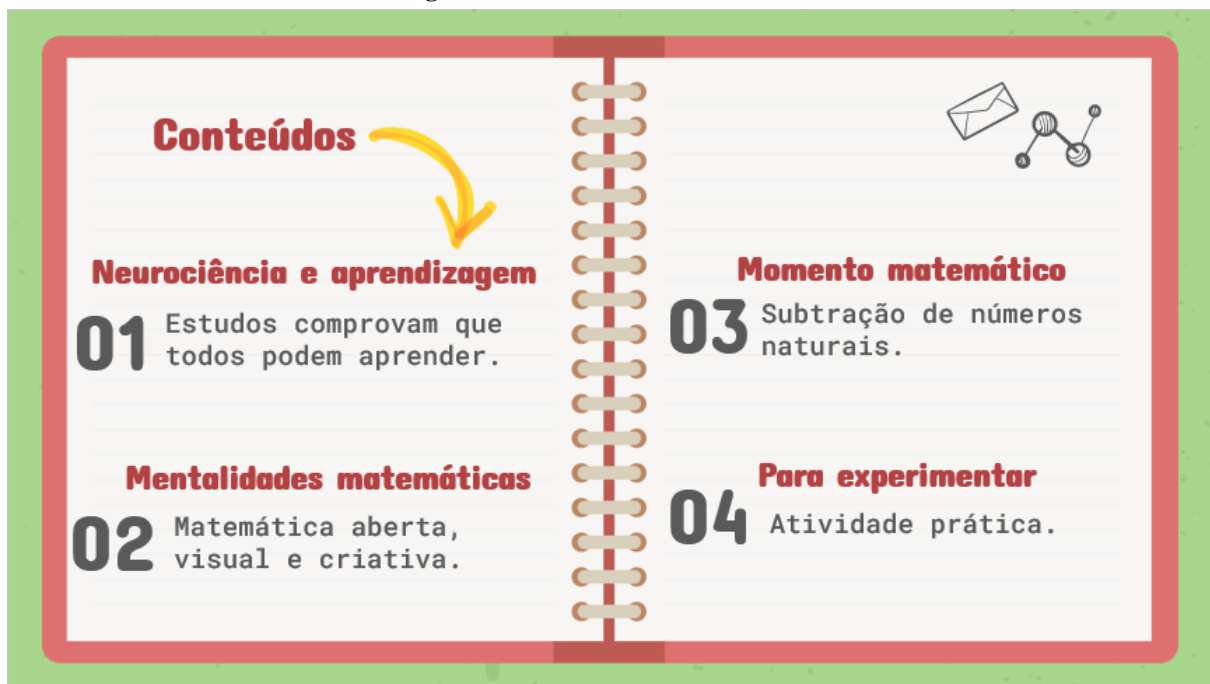 Conteúdos
Neurociência e aprendizagem
01
Estudos comprovam que
todos podem aprender.
Mentalidades matemáticas
02
Matemática aberta,
visual e criativa.
Momento matemático
03
Subtração de números
naturais.
Para experimentar
04
Atividade prática.